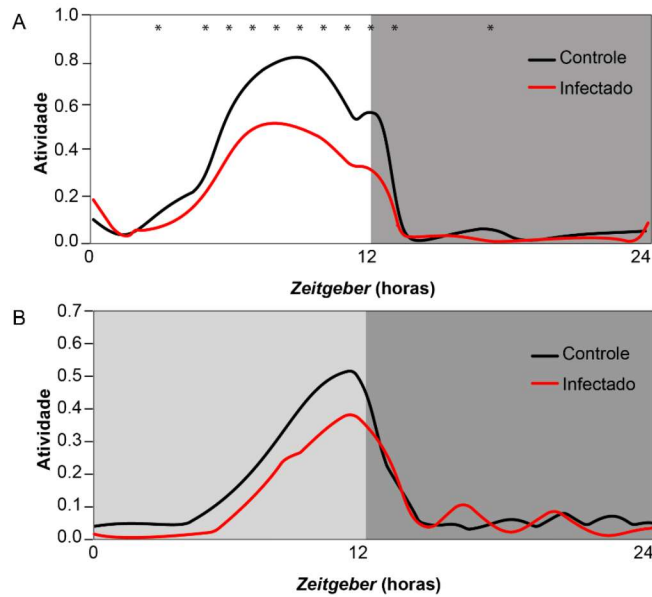 A
1.0
* * * * * * * * * * *
0.8
0.6
0.4
0.2
0.0
Atividade
Controle
Infectado
0 12 24
Zeitgeber (horas)
B
0.7
0.6
0.5
0.4
0.3
0.2
0.1
0.0
Atividade
Controle
Infectado
0 12 24
Zeitgeber (horas)